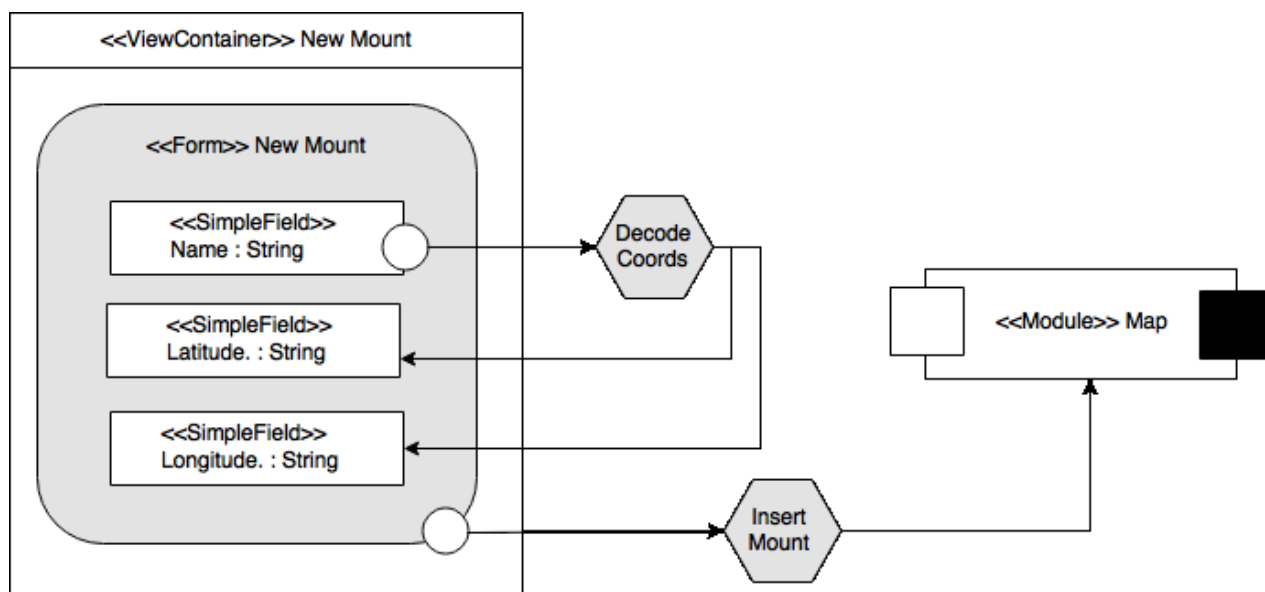 <<ViewContainer>> New Mount
<<Form>> New Mount
<<SimpleField>>
Name : String
Decode
Coords
<<SimpleField>>
Latitude. : String
<<Module>> Map
<<SimpleField>>
Longitude. : String
Insert
Mount